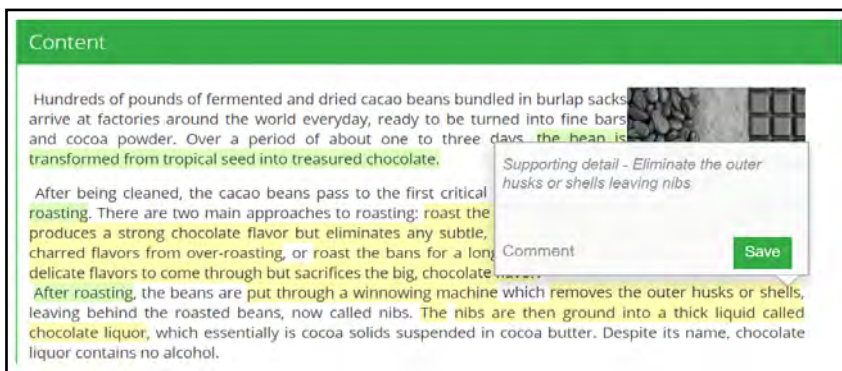 Content
Hundreds of pounds of fermented and dried cacao beans bundled in burlap sacks
arrive at factories around the world everyday, ready to be turned into fine bars
and cocoa powder. Over a period of about one to three days, the bean is
transformed from tropical seed into treasured chocolate.
After being cleaned, the cacao beans pass to the first critical
roasting. There are two main approaches to roasting: roast the
produces a strong chocolate flavor but eliminates any subtle,
charred flavors from over-roasting, or roast the bans for a long
delicate flavors to come through but sacrifices the big, chocolate flavor.
After roasting, the beans are put through a winnowing machine which removes the outer husks or shells,
leaving behind the roasted beans, now called nibs. The nibs are then ground into a thick liquid called
chocolate liquor, which essentially is cocoa solids suspended in cocoa butter. Despite its name, chocolate
liquor contains no alcohol.
Supporting detail - Eliminate the outer
husks or shells leaving nibs
Comment
Save